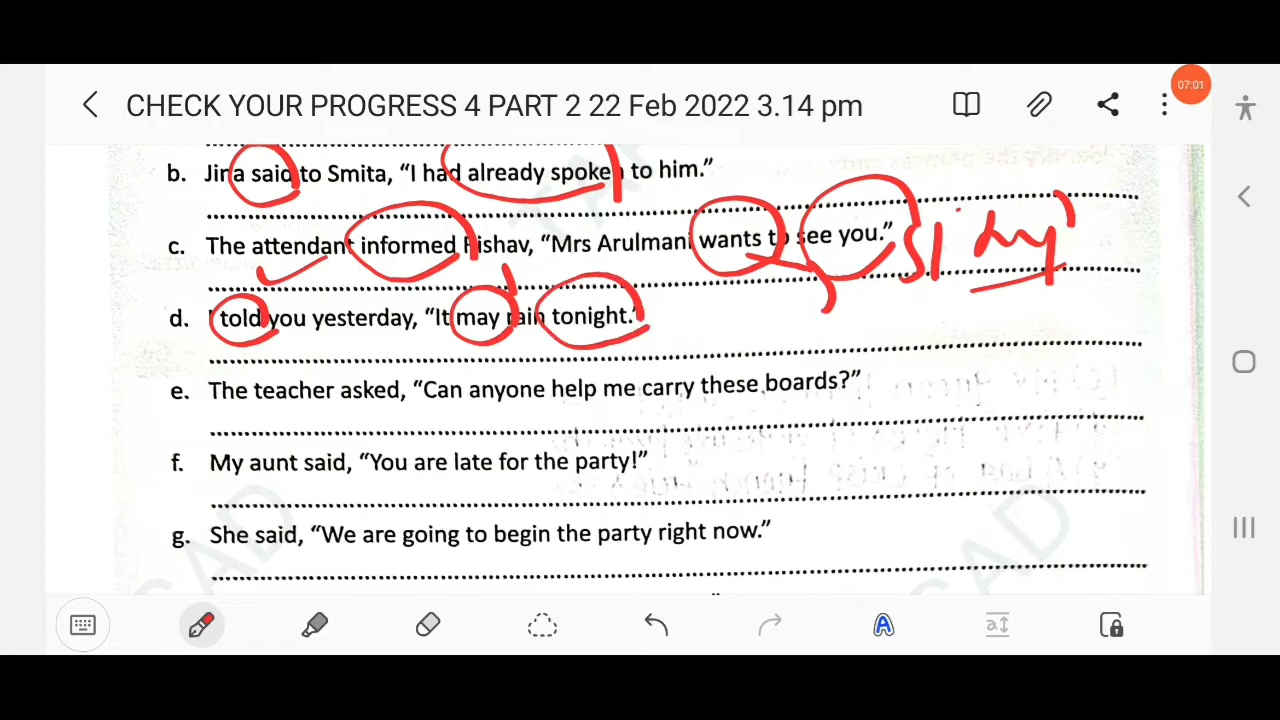 07:01
CHECK YOUR PROGRESS 4 PART 2 22 Feb 2022 3.14 pm
b. Jina said to Smita, “I had already spoken to him.”
c. The attendant informed Rishav, “Mrs Arulmani wants to see you.”
d. I told you yesterday, “It may rain tonight.”
e. The teacher asked, “Can anyone help me carry these boards?”
f. My aunt said, “You are late for the party!”
g. She said, “We are going to begin the party right now.”
A